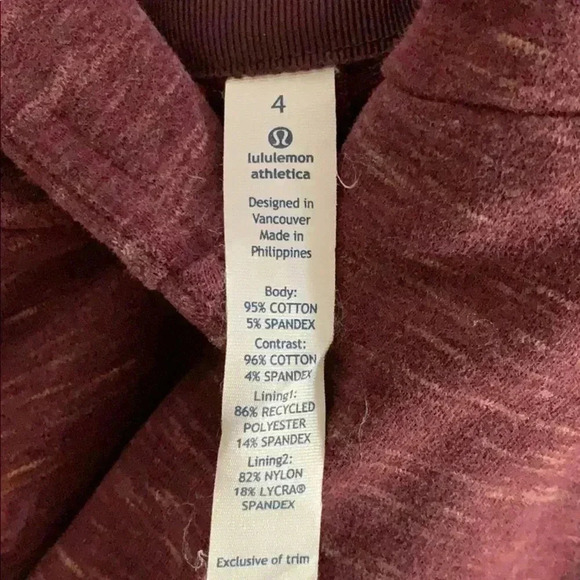 4
lululemon
athletica
Designed in
Vancouver
Made in
Philippines
Body:
95% COTTON
5% SPANDEX
Contrast:
96% COTTON
4% SPANDEX
Lining1:
86% RECYCLED
POLYESTER
14% SPANDEX
Lining2:
82% NYLON
18% LYCRA®
SPANDEX
Exclusive of trim